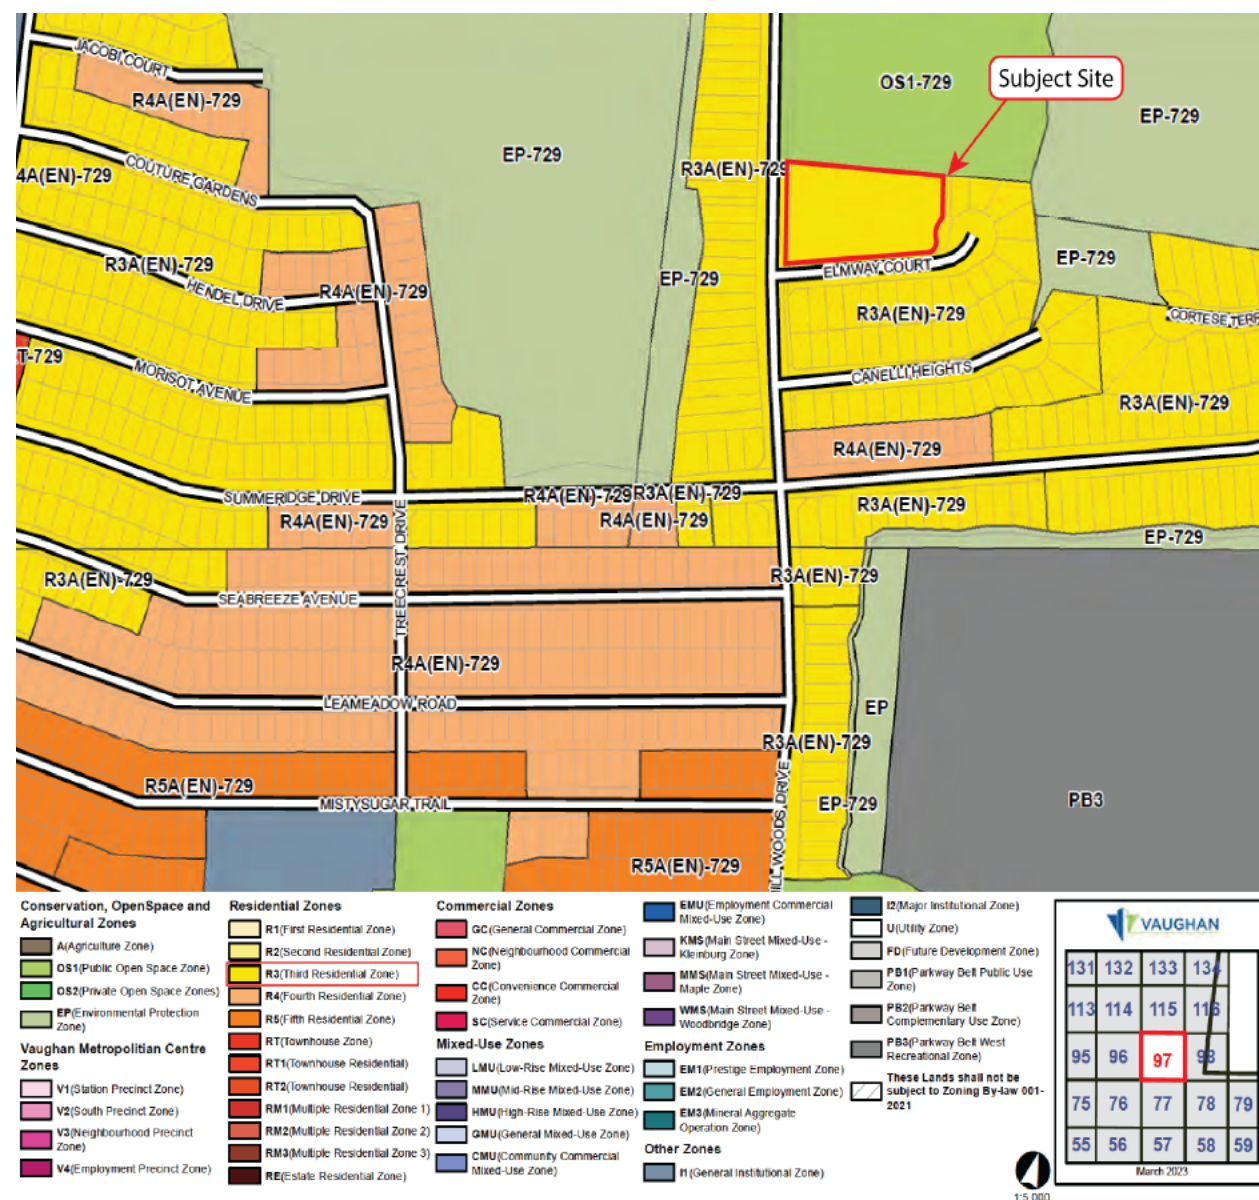 JACOBI COURT
R4A(EN)-729
OS1-729
Subject Site
EP-729
EP-729
COUTURE GARDENS
4A(EN)-729
R3A(EN)-729
R3A(EN)-729
HENDEL DRIVE
R4A(EN)-729
EP-729
ELMWAY COURT
EP-729
R3A(EN)-729
CORTESE TERR
T-729
MORISOT AVENUE
CANELLI HEIGHTS
R3A(EN)-729
R4A(EN)-729
SUMMERIDGE DRIVE
R4A(EN)-729
R3A(EN)-729
R4A(EN)-729
R4A(EN)-729
R3A(EN)-729
TREECREST DRIVE
EP-729
R3A(EN)-729
R3A(EN)-729
SEABREEZE AVENUE
R4A(EN)-729
LEAMEADOW ROAD
EP
R3A(EN)-729
R5A(EN)-729
MISTYSUGAR TRAIL
EP-729
PB3
ILL WOODS DRIVE
R5A(EN)-729
Conservation, OpenSpace and
Agricultural Zones
A(Agriculture Zone)
OS1(Public Open Space Zone)
OS2(Private Open Space Zones)
EP(Environmental Protection
Zone)
Vaughan Metropolitan Centre
Zones
V1(Station Precinct Zone)
V2(South Precinct Zone)
V3(Neighbourhood Precinct
Zone)
V4(Employment Precinct Zone)
Residential Zones
R1(First Residential Zone)
R2(Second Residential Zone)
R3(Third Residential Zone)
R4(Fourth Residential Zone)
R5(Fifth Residential Zone)
RT(Townhouse Zone)
RT1(Townhouse Residential)
RT2(Townhouse Residential)
RM1(Multiple Residential Zone 1)
RM2(Multiple Residential Zone 2)
RM3(Multiple Residential Zone 3)
RE(Estate Residential Zone)
Commercial Zones
GC(General Commercial Zone)
NC(Neighbourhood Commercial
Zone)
CC(Convenience Commercial
Zone)
SC(Service Commercial Zone)
Mixed-Use Zones
LMU(Low-Rise Mixed-Use Zone)
MMU(Mid-Rise Mixed-Use Zone)
HMU(High-Rise Mixed-Use Zone)
GMU(General Mixed-Use Zone)
CMU(Community Commercial
Mixed-Use Zone)
EMU(Employment Commercial
Mixed-Use Zone)
KMS(Main Street Mixed-Use -
Kleinburg Zone)
MMS(Main Street Mixed-Use -
Maple Zone)
WMS(Main Street Mixed-Use -
Woodbridge Zone)
Employment Zones
EM1(Prestige Employment Zone)
EM2(General Employment Zone)
EM3(Mineral Aggregate
Operation Zone)
Other Zones
I1(General Institutional Zone)
I2(Major Institutional Zone)
U(Utility Zone)
FD(Future Development Zone)
PB1(Parkway Belt Public Use
Zone)
PB2(Parkway Belt
Complementary Use Zone)
PB3(Parkway Belt West
Recreational Zone)
These Lands shall not be
subject to Zoning By-law 001-
2021
VAUGHAN
131 132 133 134
113 114 115 116
95 96 97 98
75 76 77 78 79
55 56 57 58 59
March 2023
1:5,000